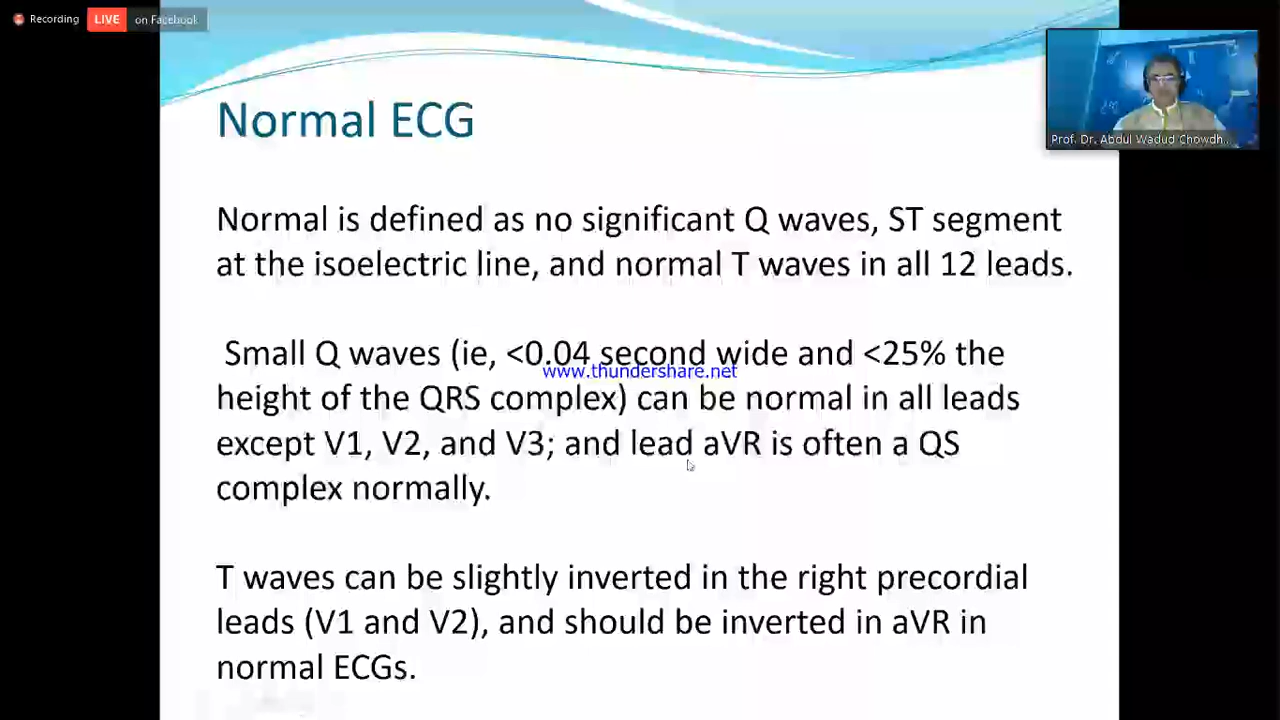 Recording LIVE on Facebook
Prof. Dr. Abdul Wadud Chowdh...
Normal ECG
Normal is defined as no significant Q waves, ST segment
at the isoelectric line, and normal T waves in all 12 leads.
Small Q waves (ie, <0.04 second wide and <25% the
www.thundershare.net
height of the QRS complex) can be normal in all leads
except V1, V2, and V3; and lead aVR is often a QS
complex normally.
T waves can be slightly inverted in the right precordial
leads (V1 and V2), and should be inverted in aVR in
normal ECGs.